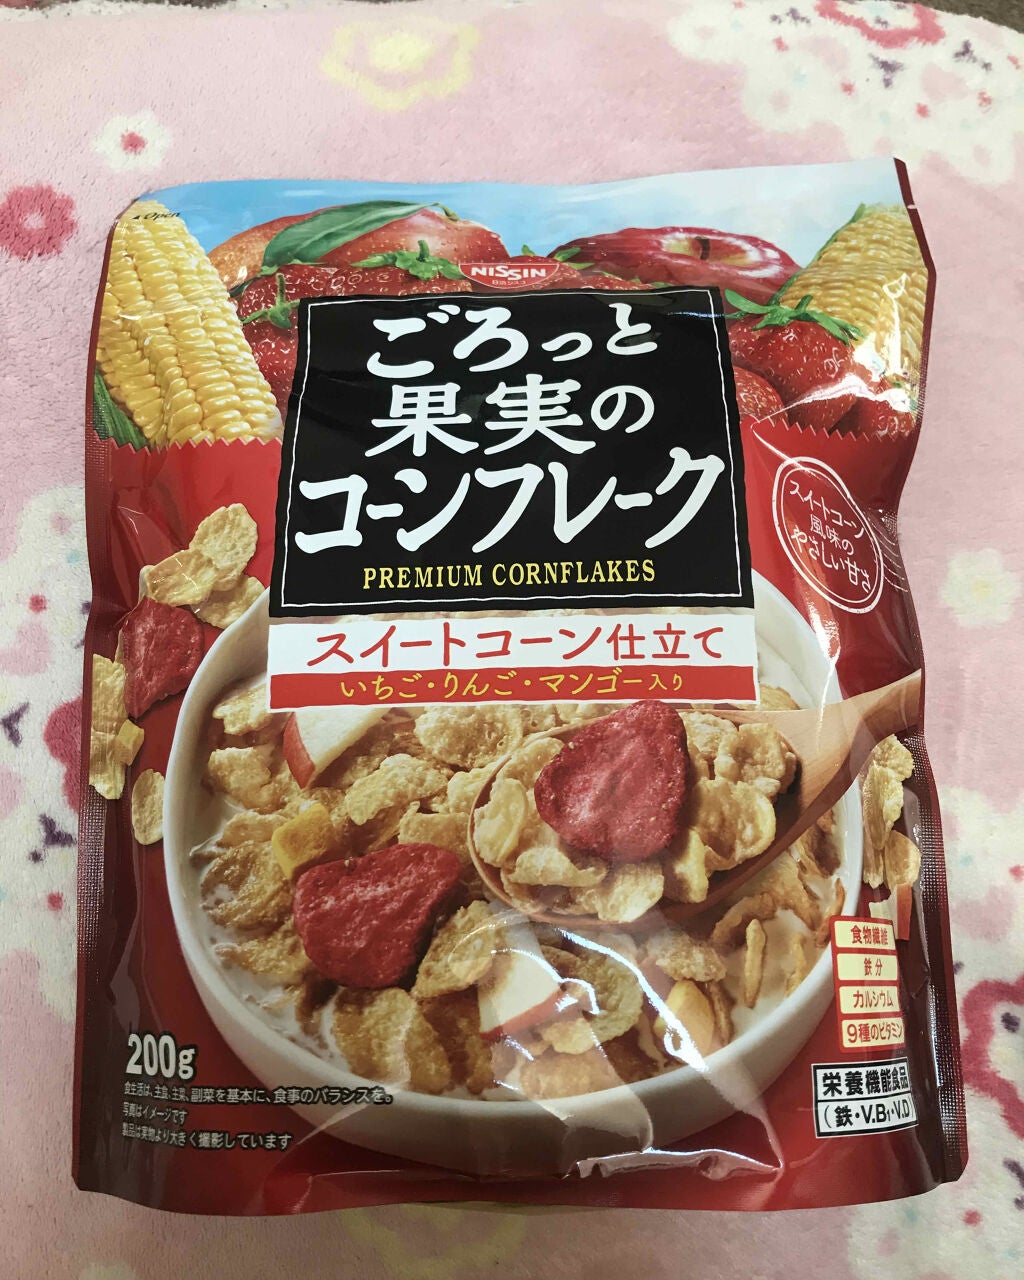 ◀Open
NISSIN
日清シスコ
ごろっと
果実の
コーンフレーク
PREMIUM CORNFLAKES
スイートコーン
風味の
やさしい甘さ
スイートコーン仕立て
いちご・りんご・マンゴー入り
食物繊維
鉄分
カルシウム
9種のビタミン
栄養機能食品
(鉄・V.B1・V.D)
200g
食生活は、主食、主菜、副菜を基本に、食事のバランスを。
写真はイメージです
製品は実物より大きく撮影しています